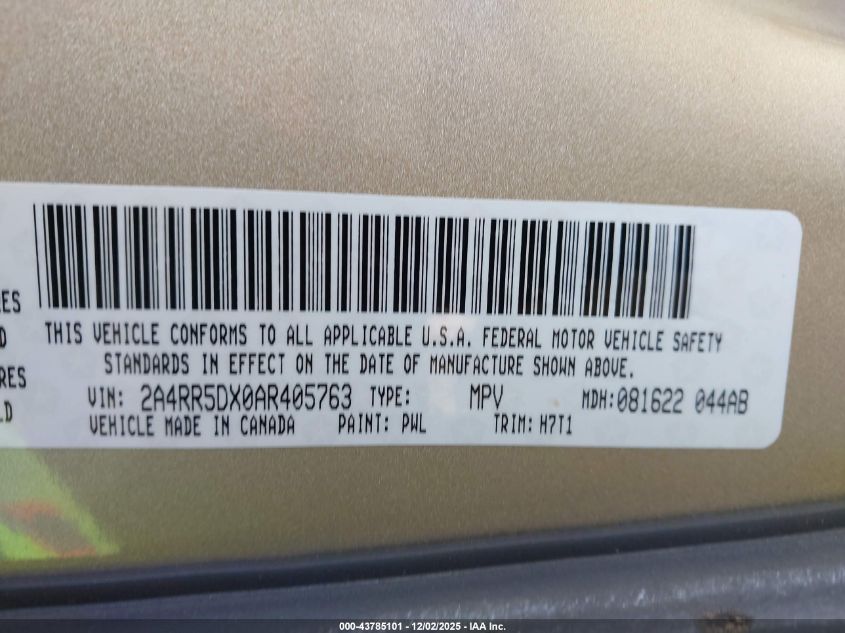 ES
D
RES
LD
THIS VEHICLE CONFORMS TO ALL APPLICABLE U.S.A. FEDERAL MOTOR VEHICLE SAFETY
STANDARDS IN EFFECT ON THE DATE OF MANUFACTURE SHOWN ABOVE.
VIN: 2A4RR5DX0AR405763 TYPE: MPV MDH:081622 044AB
VEHICLE MADE IN CANADA PAINT: PWL TRIM: H7T1
000-43785101 - 12/02/2025 - IAA Inc.